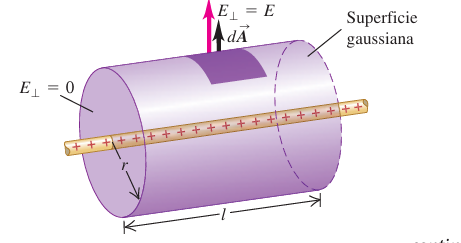 E⊥ = E
dA⃗
Superficie
gaussiana
E⊥ = 0
+ + + + + + + + + + + + + + + + + + +
r
l